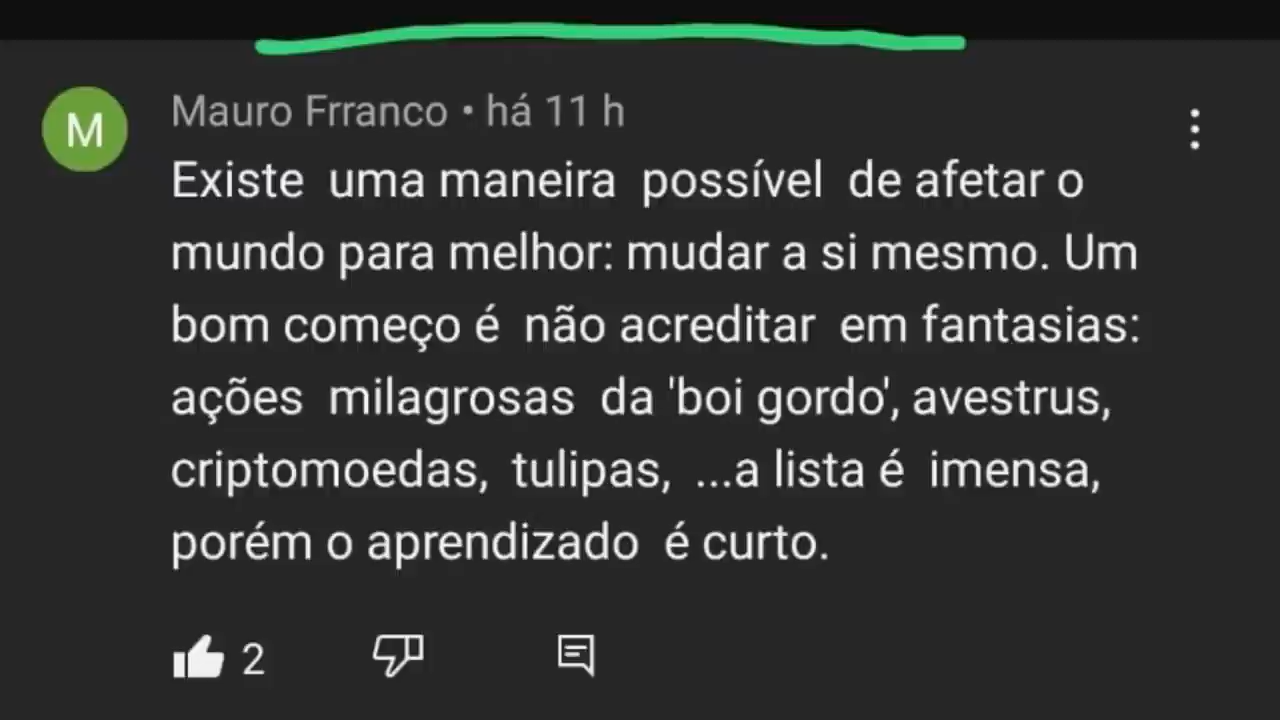 M
Mauro Frranco • há 11 h
Existe uma maneira possível de afetar o
mundo para melhor: mudar a si mesmo. Um
bom começo é não acreditar em fantasias:
ações milagrosas da 'boi gordo', avestrus,
criptomoedas, tulipas, ...a lista é imensa,
porém o aprendizado é curto.
2